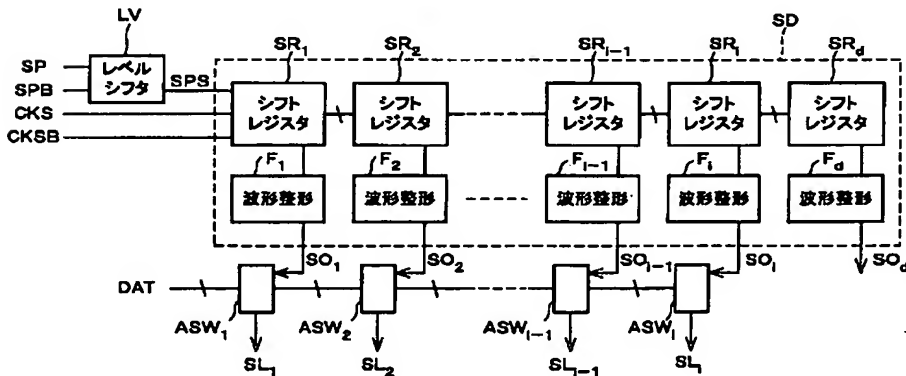 LV
SR₁ SR₂ SRᵢ₋₁ SRᵢ SR_d SD
SP
SPB
CKS
CKSB
レベル
シフタ
SPS
シフト
レジスタ
シフト
レジスタ
シフト
レジスタ
シフト
レジスタ
シフト
レジスタ
F₁ F₂ Fᵢ₋₁ Fᵢ F_d
波形整形 波形整形 波形整形 波形整形 波形整形
SO₁ SO₂ SOᵢ₋₁ SOᵢ SO_d
DAT
ASW₁ ASW₂ ASWᵢ₋₁ ASWᵢ
SL₁ SL₂ SLᵢ₋₁ SLᵢ